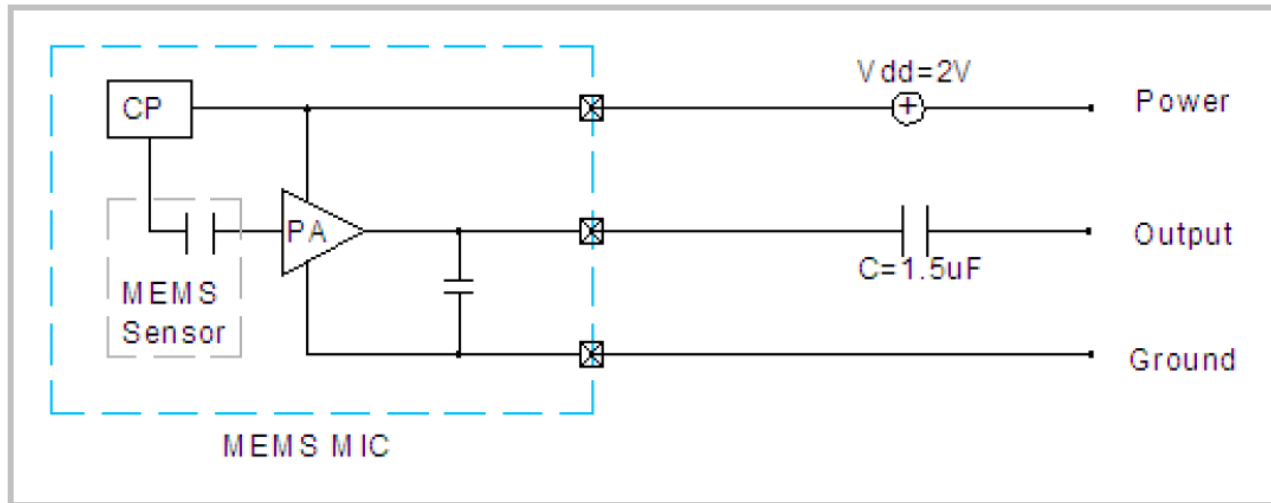 Vdd=2V
Power
CP
PA
Output
C=1.5uF
MEMS
Sensor
Ground
MEMS MIC